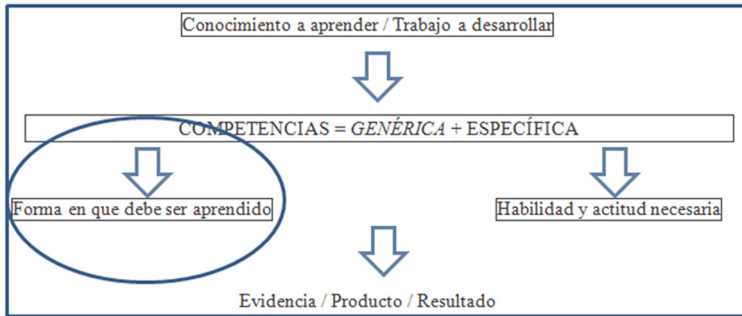 Conocimiento a aprender / Trabajo a desarrollar
COMPETENCIAS = GENÉRICA + ESPECÍFICA
Forma en que debe ser aprendido
Habilidad y actitud necesaria
Evidencia / Producto / Resultado